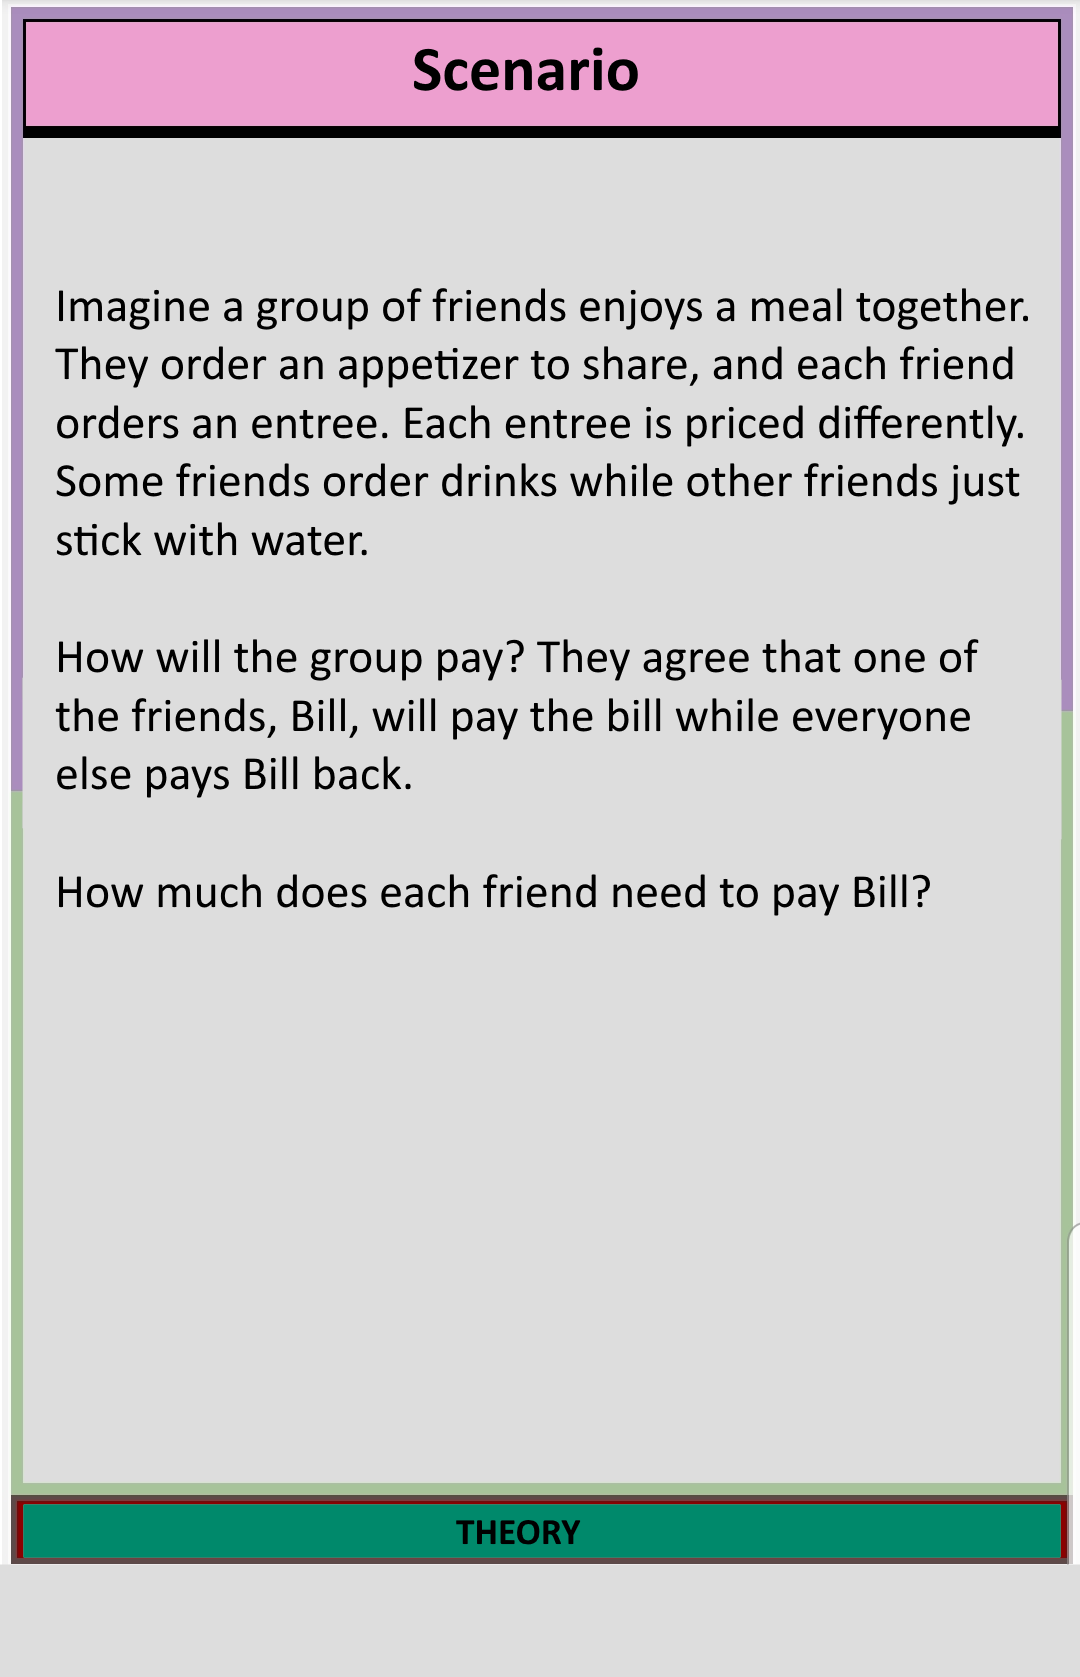 Scenario
Imagine a group of friends enjoys a meal together.
They order an appetizer to share, and each friend
orders an entree. Each entree is priced differently.
Some friends order drinks while other friends just
stick with water.
How will the group pay? They agree that one of
the friends, Bill, will pay the bill while everyone
else pays Bill back.
How much does each friend need to pay Bill?
THEORY